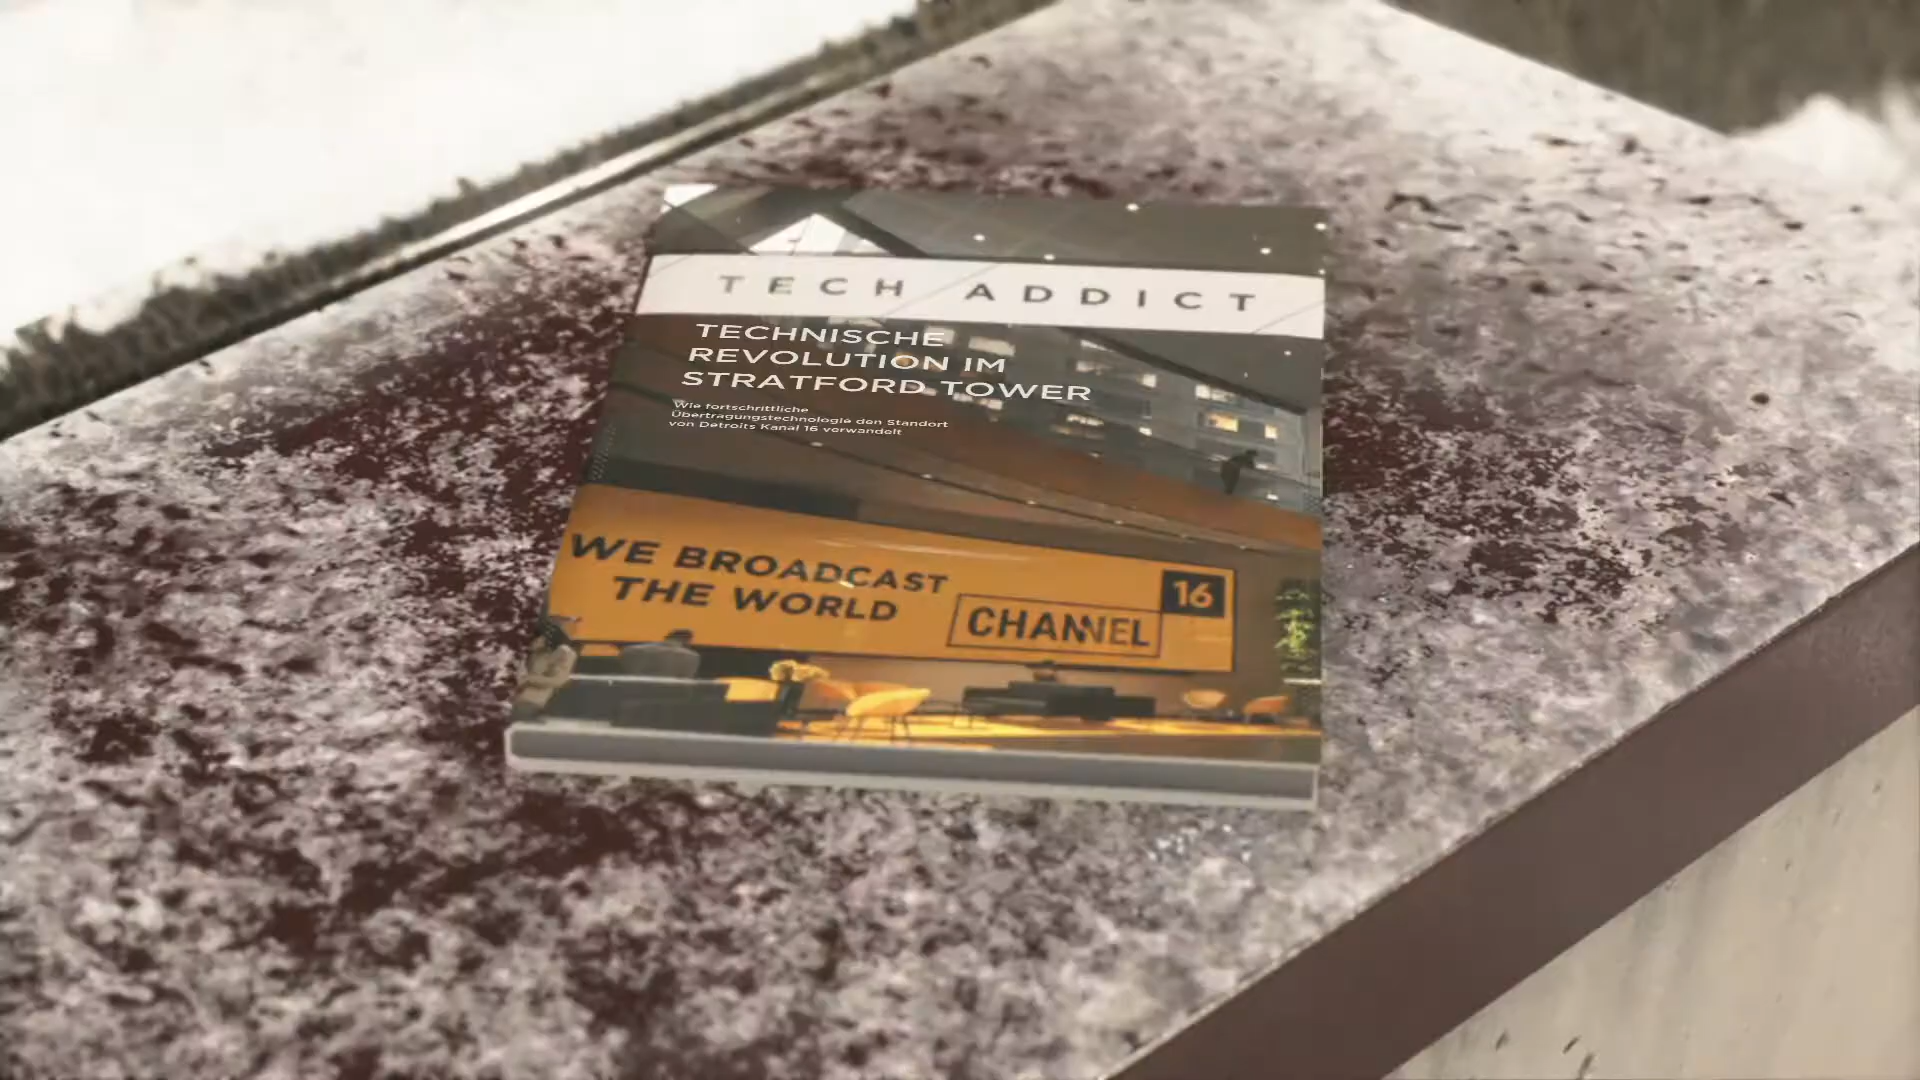 TECH ADDICT
TECHNISCHE
REVOLUTION IM
STRATFORD TOWER
Wie fortschrittliche
Übertragungstechnologie den Standort
von Detroits Kanal 16 verwandelt
WE BROADCAST
THE WORLD
CHANNEL
16